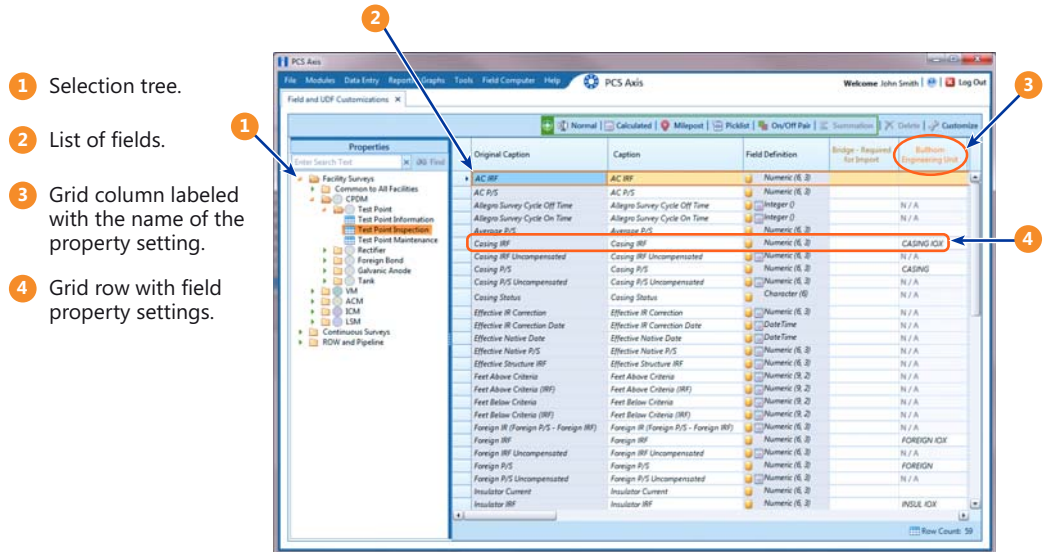 2
1 Selection tree.
2 List of fields.
3 Grid column labeled
with the name of the
property setting.
4 Grid row with field
property settings.
1
3
4
PCS Axis
File Modules Data Entry Reports Graphs Tools Field Computer Help PCS Axis Welcome John Smith | Log Out
Field and UDF Customizations
Normal | Calculated | Milepost | Picklist | On/Off Pair | Summation | Delete | Customize
Properties
Enter Search Text Find
Facility Surveys
Common to All Facilities
CPDM
Test Point
Test Point Information
Test Point Inspection
Test Point Maintenance
Rectifier
Foreign Bond
Galvanic Anode
Tank
VM
ACM
ICM
LSM
Continuous Surveys
ROW and Pipeline
Original Caption Caption Field Definition Bridge - Required for Import Bullhorn Engineering Unit
AC IRF AC IRF Numeric (6, 3)
AC P/S AC P/S Numeric (6, 3)
Allegro Survey Cycle Off Time Allegro Survey Cycle Off Time Integer () N / A
Allegro Survey Cycle On Time Allegro Survey Cycle On Time Integer () N / A
Average P/S Average P/S Numeric (6, 3)
Casing IRF Casing IRF Numeric (6, 3) CASING IOX
Casing IRF Uncompensated Casing IRF Uncompensated Numeric (6, 3) N / A
Casing P/S Casing P/S Numeric (6, 3) CASING
Casing P/S Uncompensated Casing P/S Uncompensated Numeric (6, 3) N / A
Casing Status Casing Status Character (6) N / A
Effective IR Correction Effective IR Correction Numeric (6, 3) N / A
Effective IR Correction Date Effective IR Correction Date DateTime N / A
Effective Native Date Effective Native Date DateTime N / A
Effective Native P/S Effective Native P/S Numeric (6, 3) N / A
Effective Structure IRF Effective Structure IRF Numeric (6, 3) N / A
Feet Above Criteria Feet Above Criteria Numeric (9, 2) N / A
Feet Above Criteria (IRF) Feet Above Criteria (IRF) Numeric (9, 2) N / A
Feet Below Criteria Feet Below Criteria Numeric (9, 2) N / A
Feet Below Criteria (IRF) Feet Below Criteria (IRF) Numeric (9, 2) N / A
Foreign IR (Foreign P/S - Foreign IRF) Foreign IR (Foreign P/S - Foreign IRF) Numeric (6, 3) N / A
Foreign IRF Foreign IRF Numeric (6, 3) FOREIGN IOX
Foreign IRF Uncompensated Foreign IRF Uncompensated Numeric (6, 3) N / A
Foreign P/S Foreign P/S Numeric (6, 3) FOREIGN
Foreign P/S Uncompensated Foreign P/S Uncompensated Numeric (6, 3) N / A
Insulator Current Insulator Current Numeric (6, 3)
Insulator IRF Insulator IRF Numeric (6, 3) INSUL IOX
Row Count: 59